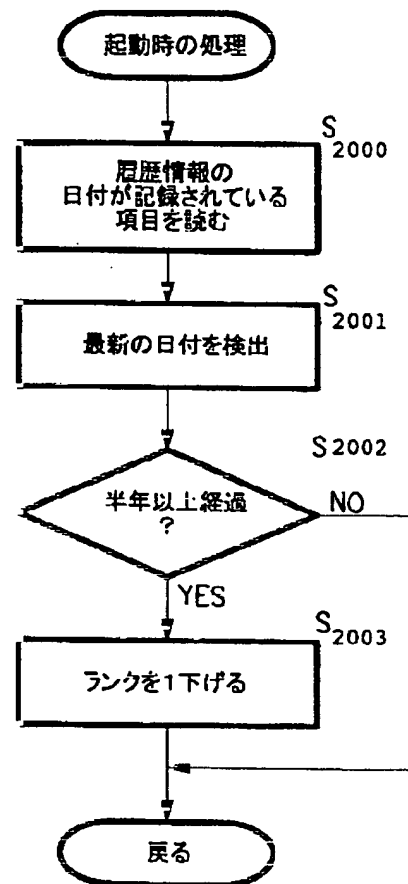 起動時の処理
S2000
履歴情報の
日付が記録されている
項目を読む
S2001
最新の日付を検出
S2002
半年以上経過
?
NO
YES
S2003
ランクを1下げる
戻る